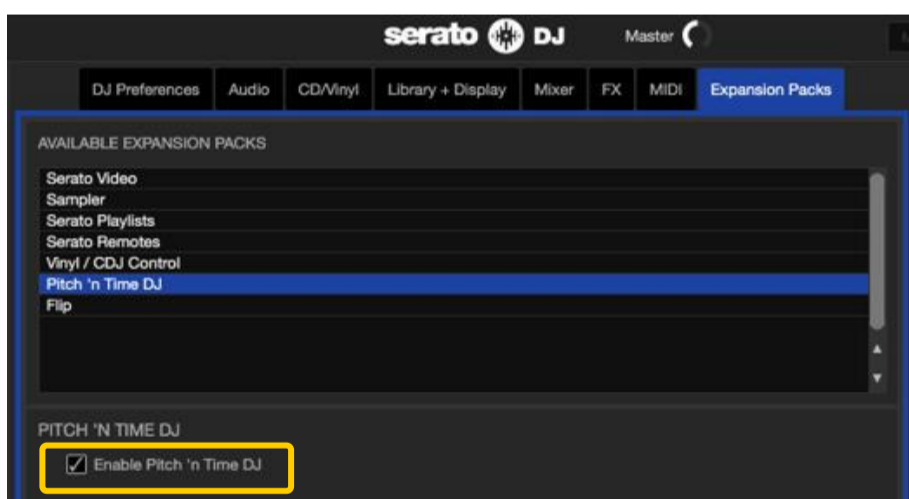 serato DJ Master
DJ Preferences Audio CD/Vinyl Library + Display Mixer FX MIDI Expansion Packs
AVAILABLE EXPANSION PACKS
Serato Video
Sampler
Serato Playlists
Serato Remotes
Vinyl / CDJ Control
Pitch 'n Time DJ
Flip
PITCH 'N TIME DJ
Enable Pitch 'n Time DJ